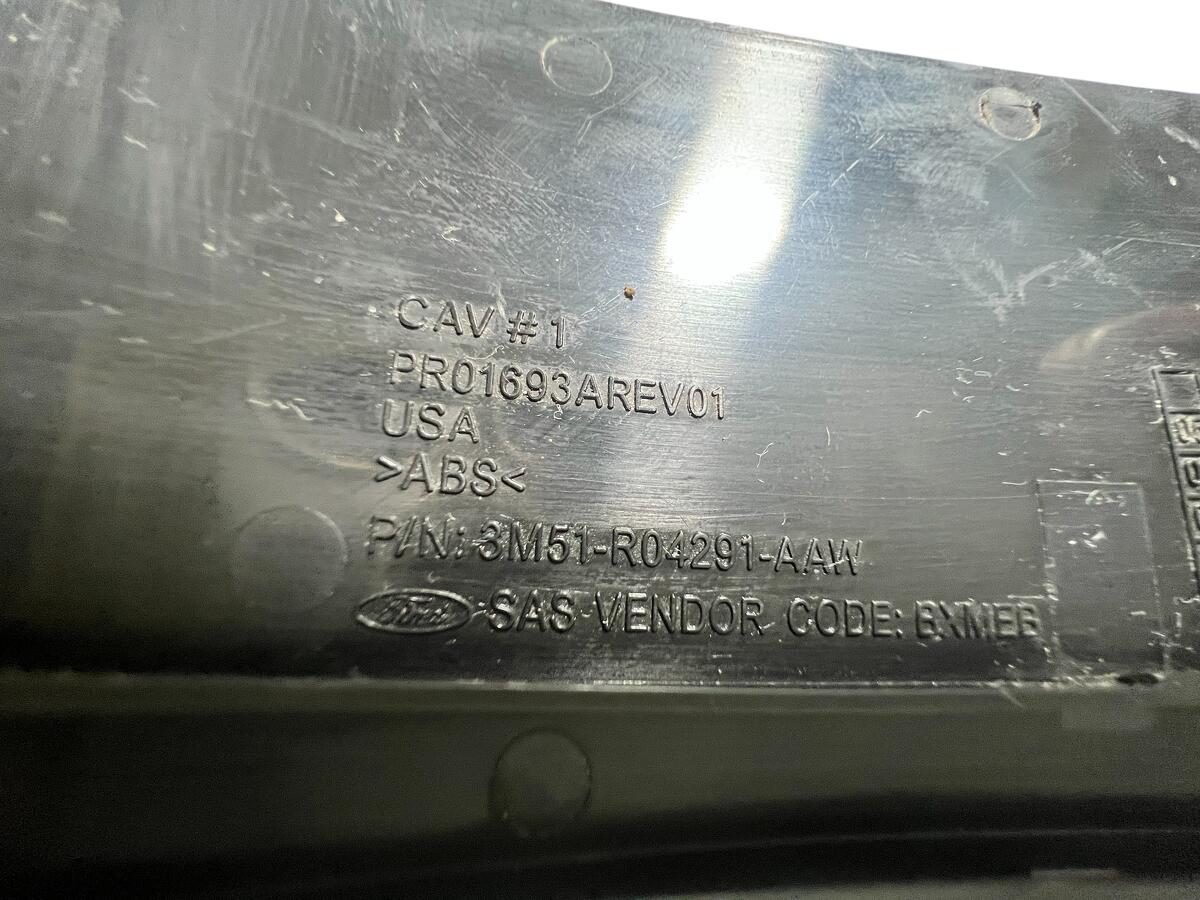 CAV # 1
PR01693AREV01
USA
>ABS<
P/N: 3M51-R04291-AAW
Ford SAS VENDOR CODE: BXMEB